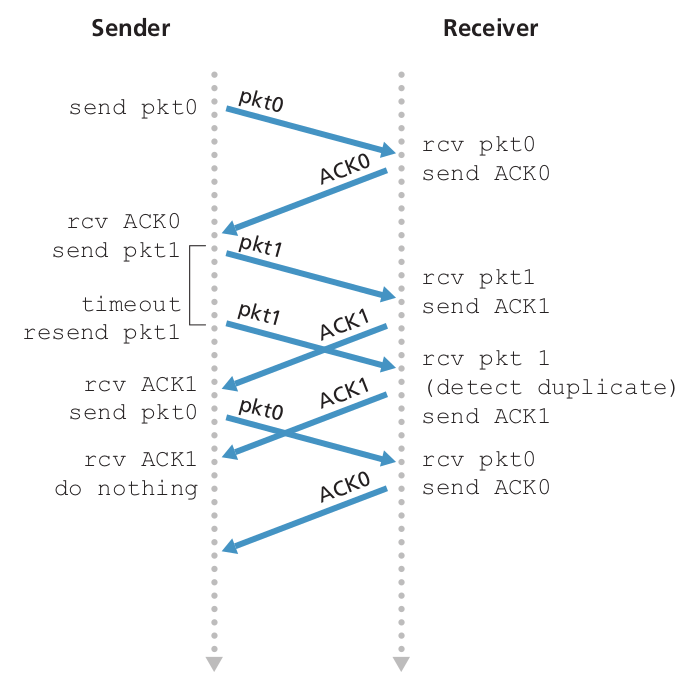 Sender
Receiver
send pkt0
pkt0
rcv pkt0
send ACK0
ACK0
rcv ACK0
send pkt1
pkt1
rcv pkt1
send ACK1
timeout
resend pkt1
pkt1
ACK1
rcv pkt 1
(detect duplicate)
send ACK1
rcv ACK1
send pkt0
ACK1
pkt0
rcv ACK1
do nothing
rcv pkt0
send ACK0
ACK0